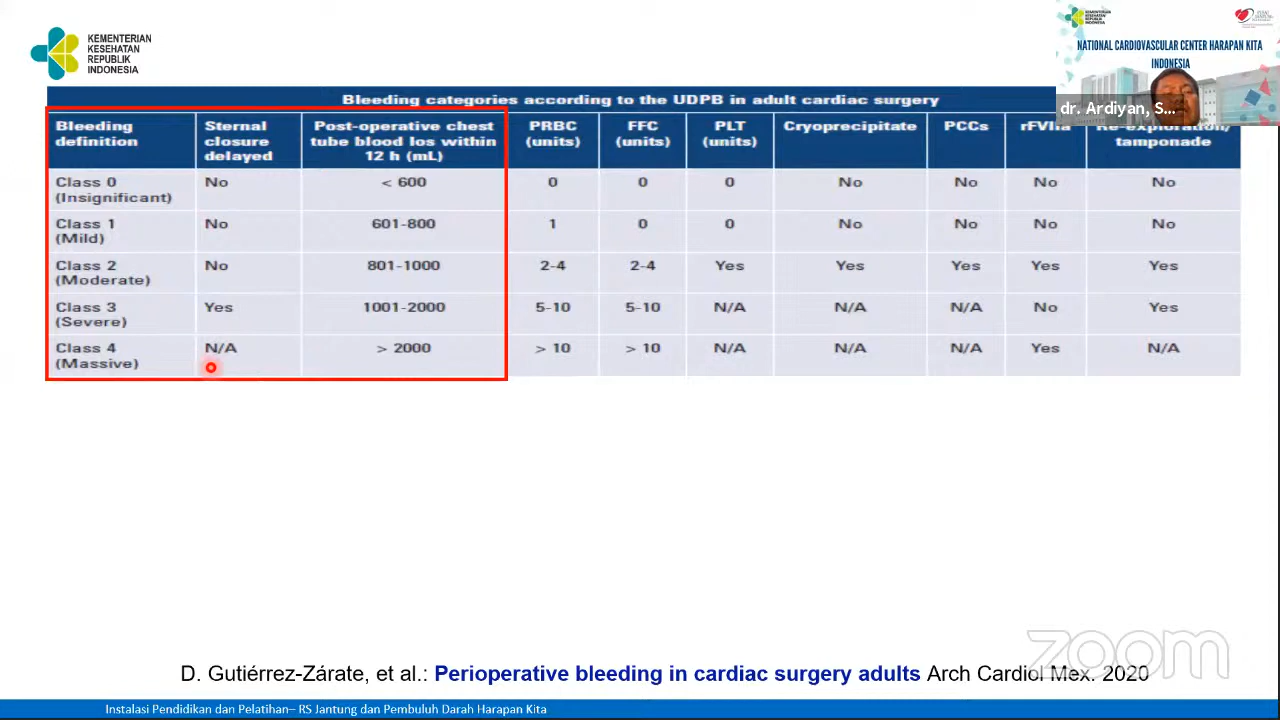 KEMENTERIAN
KESEHATAN
REPUBLIK
INDONESIA
KEMENTERIAN
KESEHATAN
REPUBLIK
INDONESIA
NATIONAL CARDIOVASCULAR CENTER HARAPAN KITA
INDONESIA
dr. Ardiyan, S...
Bleeding categories according to the UDPB in adult cardiac surgery
Bleeding definition Sternal closure delayed Post-operative chest tube blood los within 12 h (mL) PRBC (units) FFC (units) PLT (units) Cryoprecipitate PCCs rFVIIa Re-exploration/ tamponade
Class 0 (Insignificant) No < 600 0 0 0 No No No No
Class 1 (Mild) No 601-800 1 0 0 No No No No
Class 2 (Moderate) No 801-1000 2-4 2-4 Yes Yes Yes Yes Yes
Class 3 (Severe) Yes 1001-2000 5-10 5-10 N/A N/A N/A No Yes
Class 4 (Massive) N/A > 2000 > 10 > 10 N/A N/A N/A Yes N/A
zoom
D. Gutiérrez-Zárate, et al.: Perioperative bleeding in cardiac surgery adults Arch Cardiol Mex. 2020
Instalasi Pendidikan dan Pelatihan– RS Jantung dan Pembuluh Darah Harapan Kita